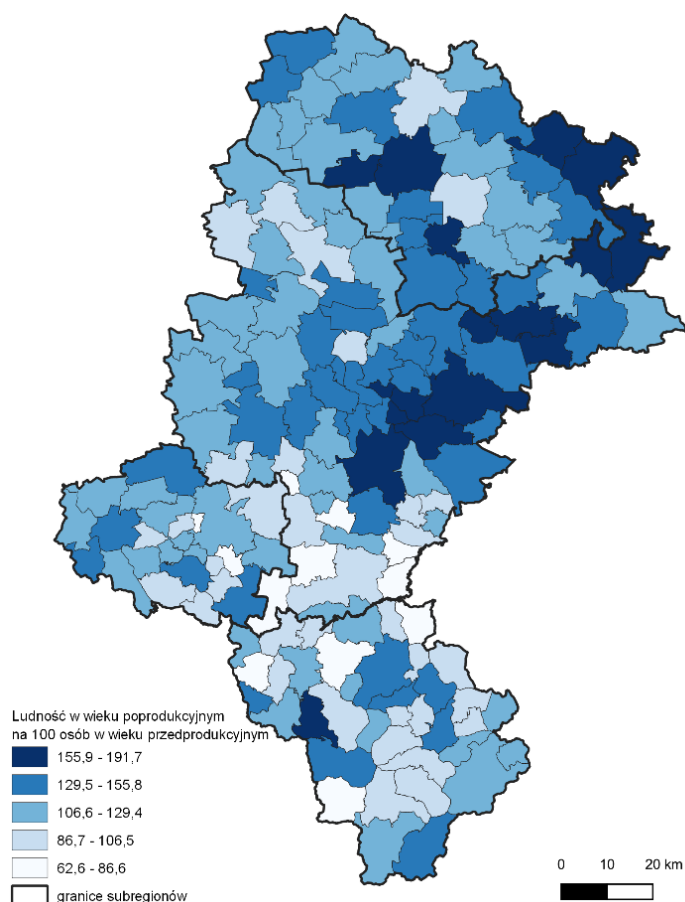 Ludność w wieku poprodukcyjnym
na 100 osób w wieku przedprodukcyjnym
155,9 - 191,7
129,5 - 155,8
106,6 - 129,4
86,7 - 106,5
62,6 - 86,6
granice subregionów
0 10 20 km